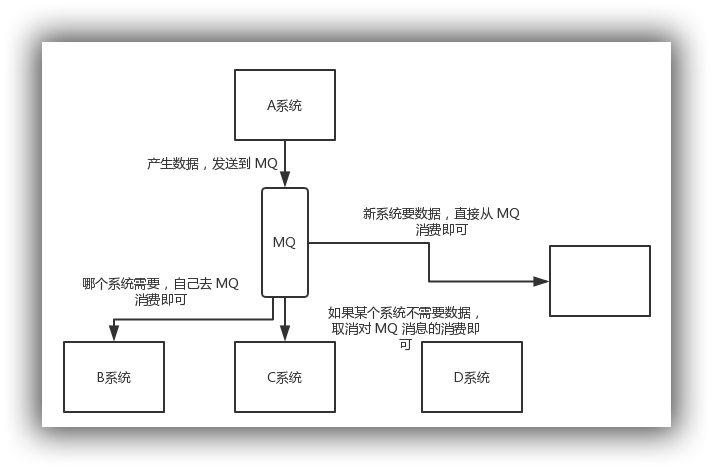 A系统
产生数据，发送到 MQ
MQ
新系统要数据，直接从 MQ
消费即可
哪个系统需要，自己去 MQ
消费即可
如果某个系统不需要数据，
取消对 MQ 消息的消费即
可
B系统
C系统
D系统